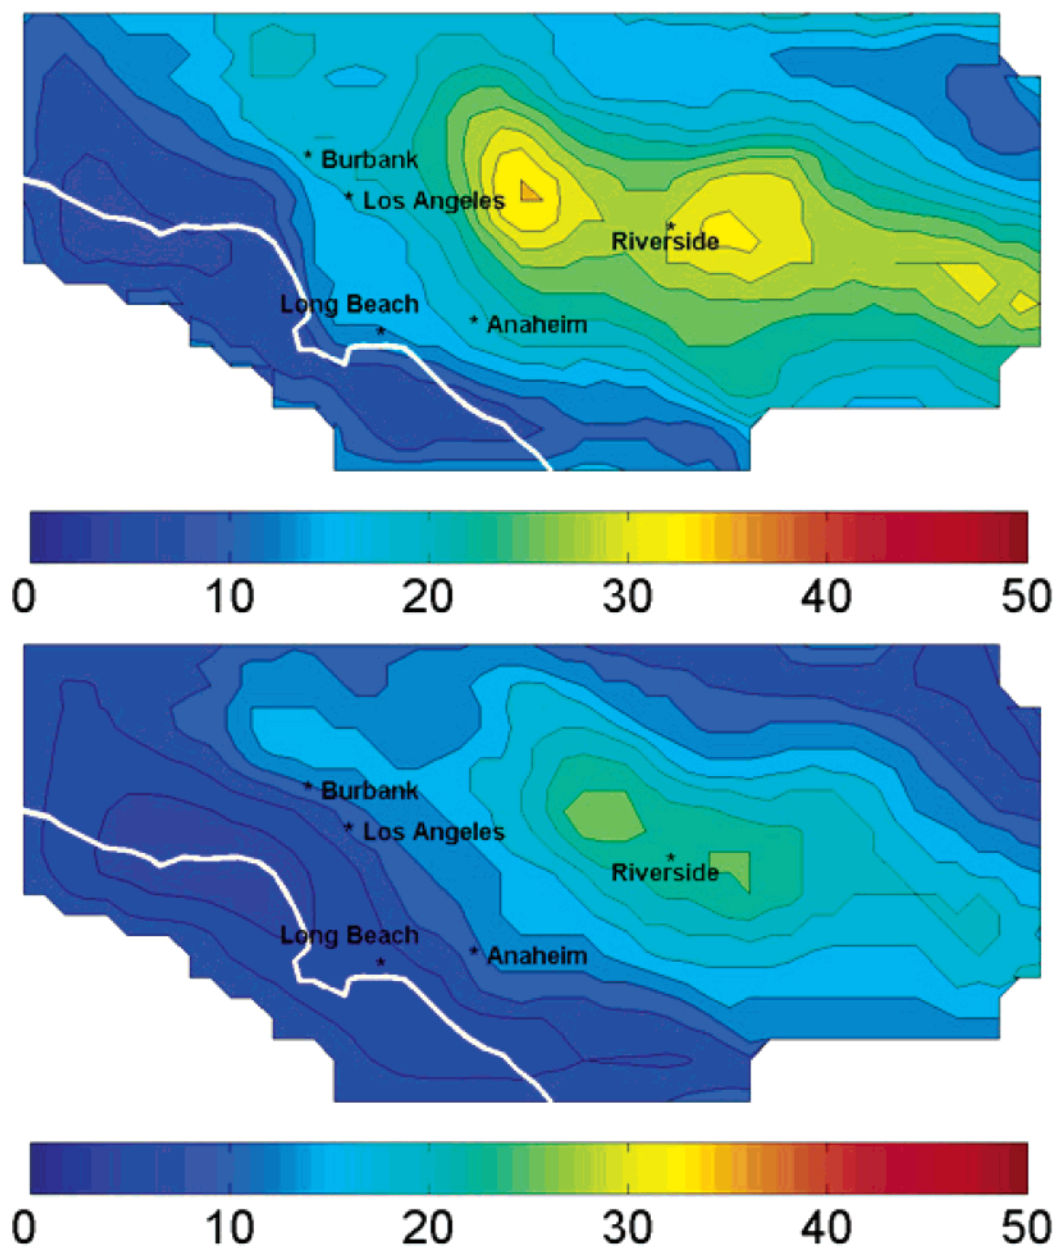 Burbank
Los Angeles
Riverside
Long Beach
Anaheim
0 10 20 30 40 50
Burbank
Los Angeles
Riverside
Long Beach
Anaheim
0 10 20 30 40 50